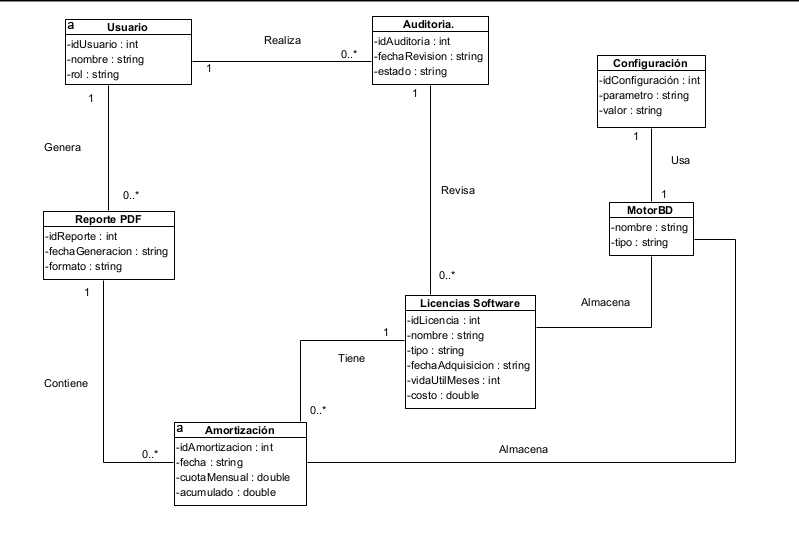 a
Usuario
-idUsuario : int
-nombre : string
-rol : string
Realiza
1
0..*
Auditoria.
-idAuditoria : int
-fechaRevision : string
-estado : string
Configuración
-idConfiguración : int
-parametro : string
-valor : string
1
Genera
0..*
1
Revisa
0..*
1
Usa
1
Reporte PDF
-idReporte : int
-fechaGeneracion : string
-formato : string
MotorBD
-nombre : string
-tipo : string
Licencias Software
-idLicencia : int
-nombre : string
-tipo : string
-fechaAdquisicion : string
-vidaUtilMeses : int
-costo : double
Almacena
1
Tiene
0..*
1
Contiene
0..*
a
Amortización
-idAmortizacion : int
-fecha : string
-cuotaMensual : double
-acumulado : double
Almacena